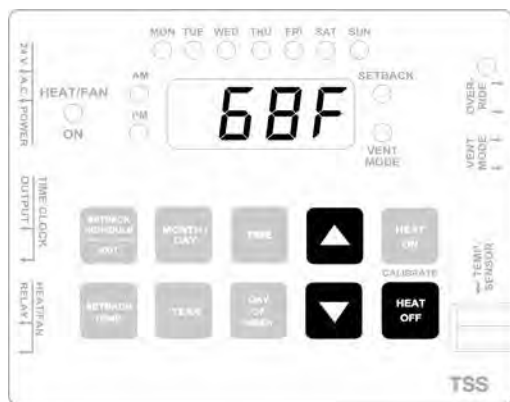 MON TUE WED THU FRI SAT SUN
24 V
A.C.
POWER
AM
HEAT/FAN
ON
PM
68F
SETBACK
VENT
MODE
OVER-
RIDE
VENT
MODE
TIME CLOCK
OUTPUT
SETBACK
SCHEDULE
MONTH /
DAY
TIME
HEAT
ON
CALIBRATE
TEMP.
SENSOR
HEAT/FAN
RELAY
SETBACK
TEMP
YEAR
DAY
OF
WEEK
HEAT
OFF
TSS